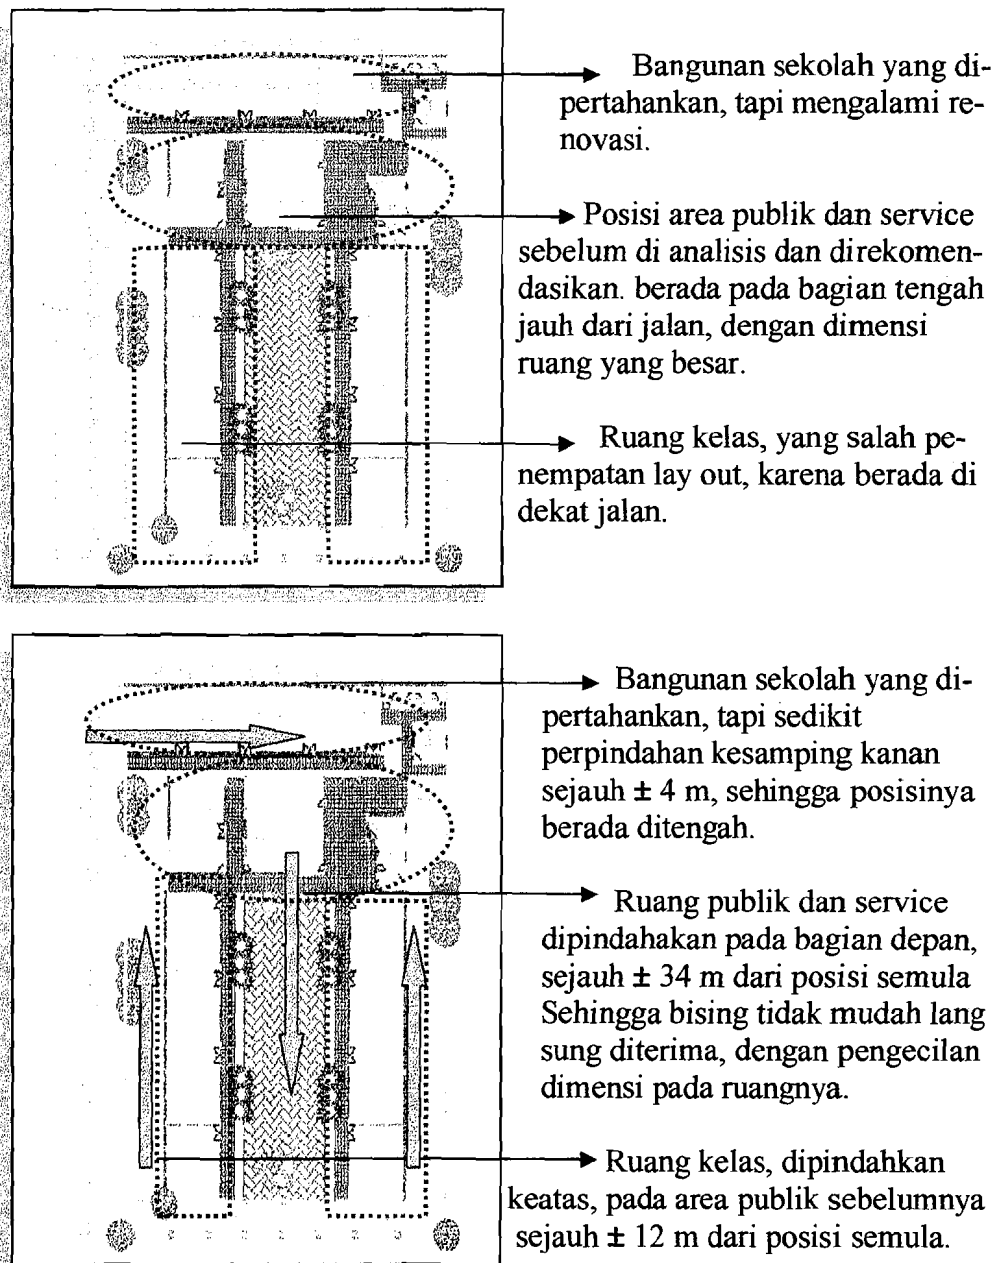 Bangunan sekolah yang di-
pertahankan, tapi mengalami re-
novasi.
Posisi area publik dan service
sebelum di analisis dan direkomen-
dasikan. berada pada bagian tengah
jauh dari jalan, dengan dimensi
ruang yang besar.
Ruang kelas, yang salah pe-
nempatan lay out, karena berada di
dekat jalan.
Bangunan sekolah yang di-
pertahankan, tapi sedikit
perpindahan kesamping kanan
sejauh ± 4 m, sehingga posisinya
berada ditengah.
Ruang publik dan service
dipindahakan pada bagian depan,
sejauh ± 34 m dari posisi semula
Sehingga bising tidak mudah lang
sung diterima, dengan pengecilan
dimensi pada ruangnya.
Ruang kelas, dipindahkan
keatas, pada area publik sebelumnya
sejauh ± 12 m dari posisi semula.